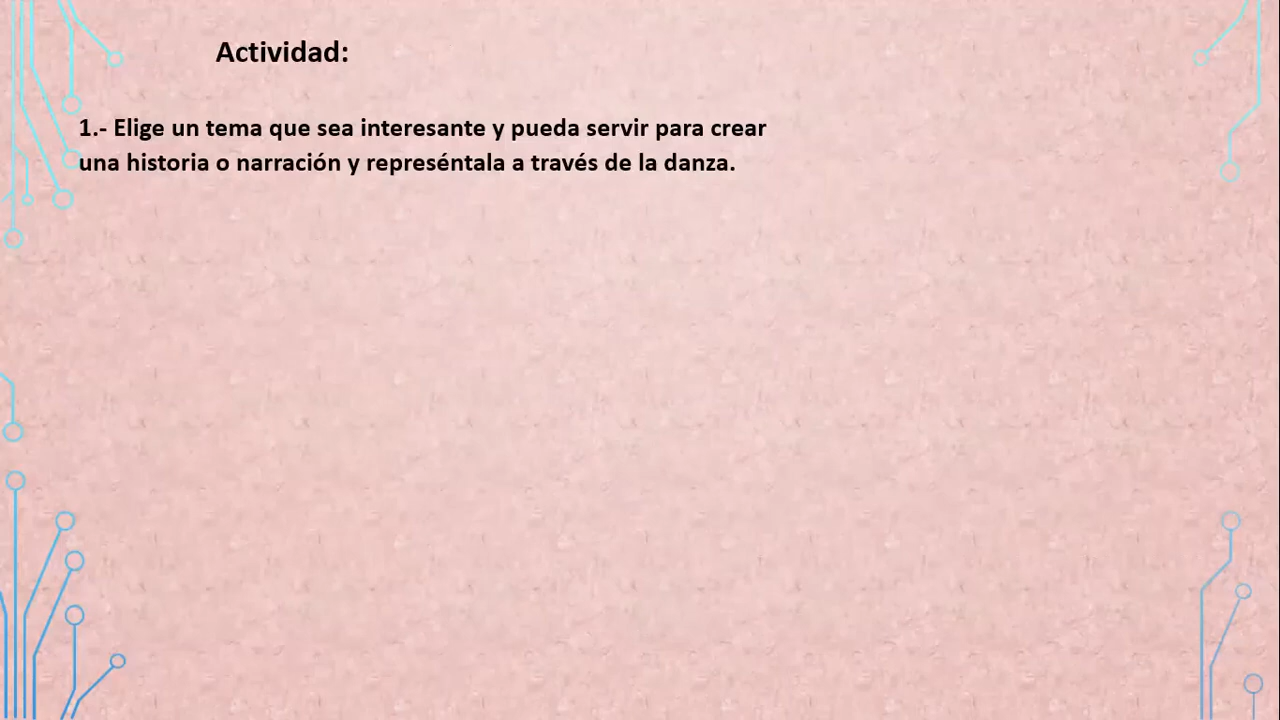 Actividad:
1.- Elige un tema que sea interesante y pueda servir para crear
una historia o narración y represéntala a través de la danza.